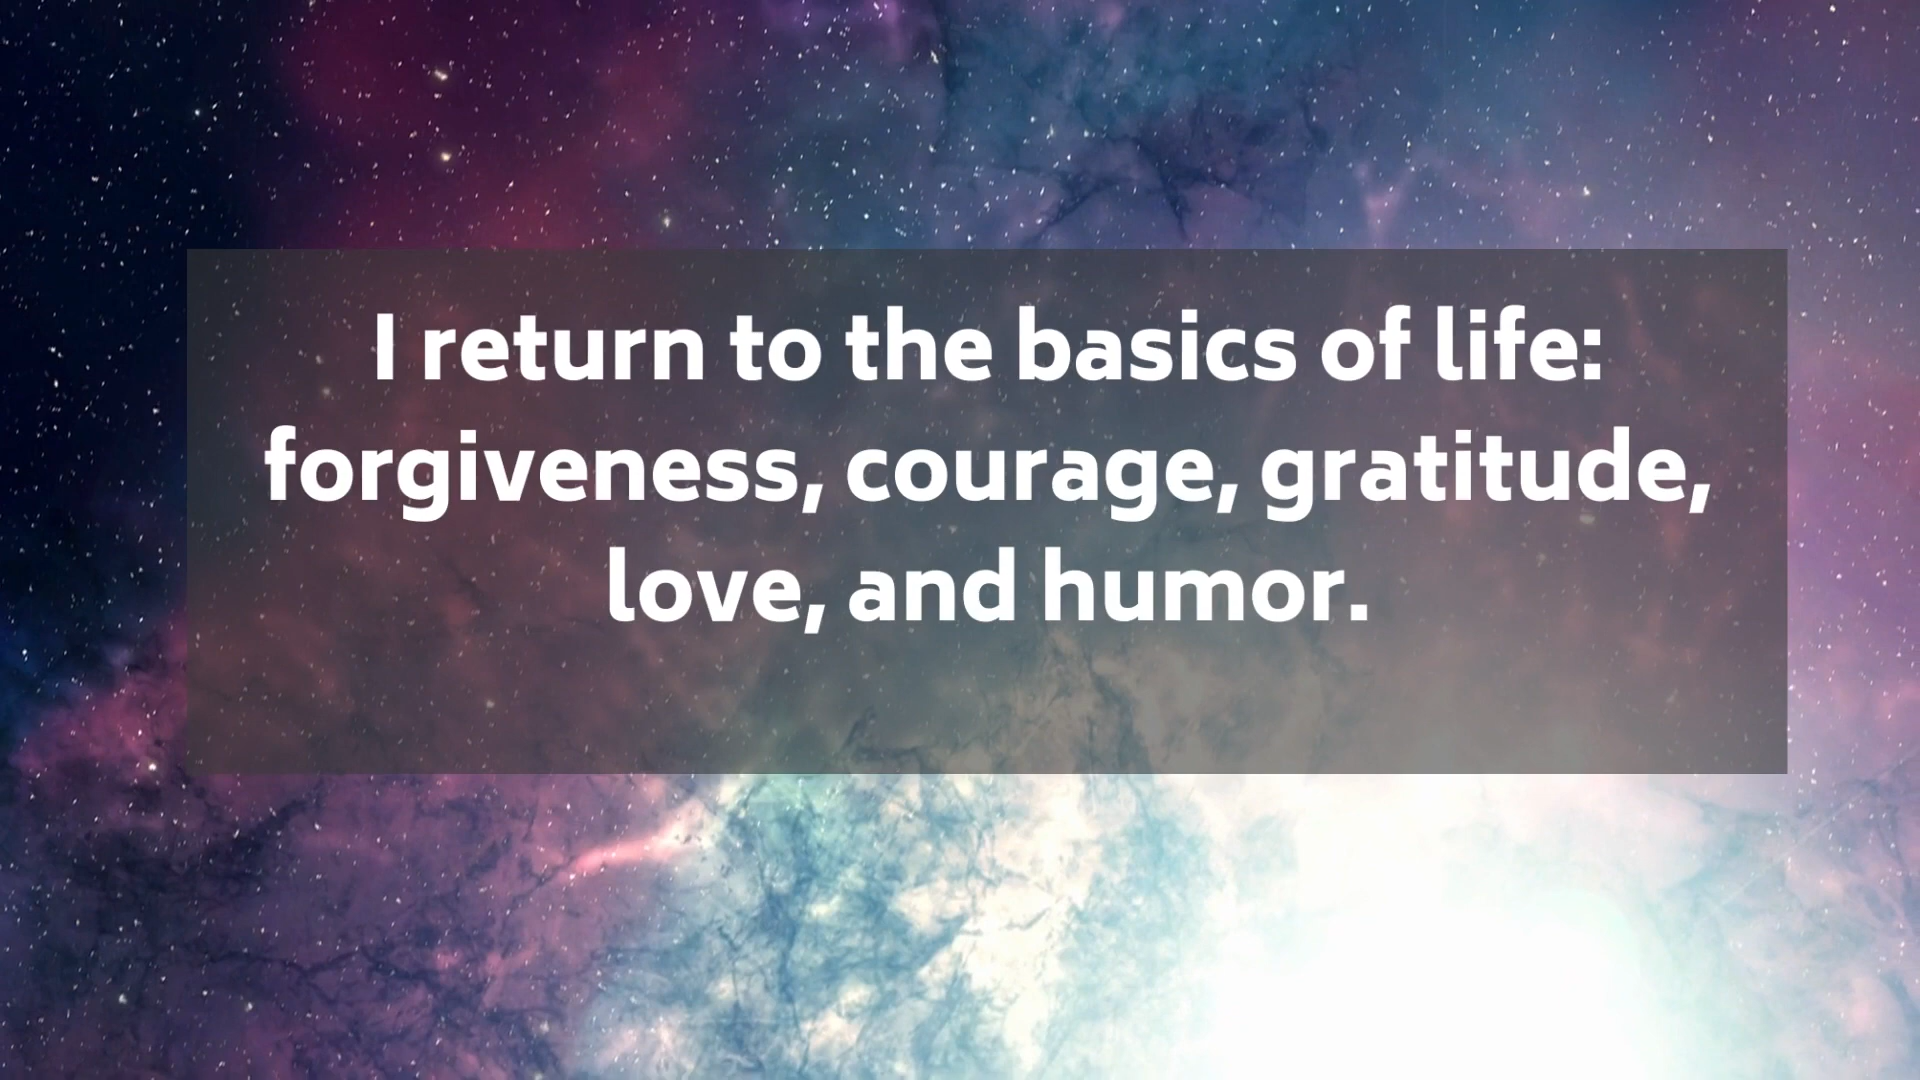 I return to the basics of life:
forgiveness, courage, gratitude,
love, and humor.